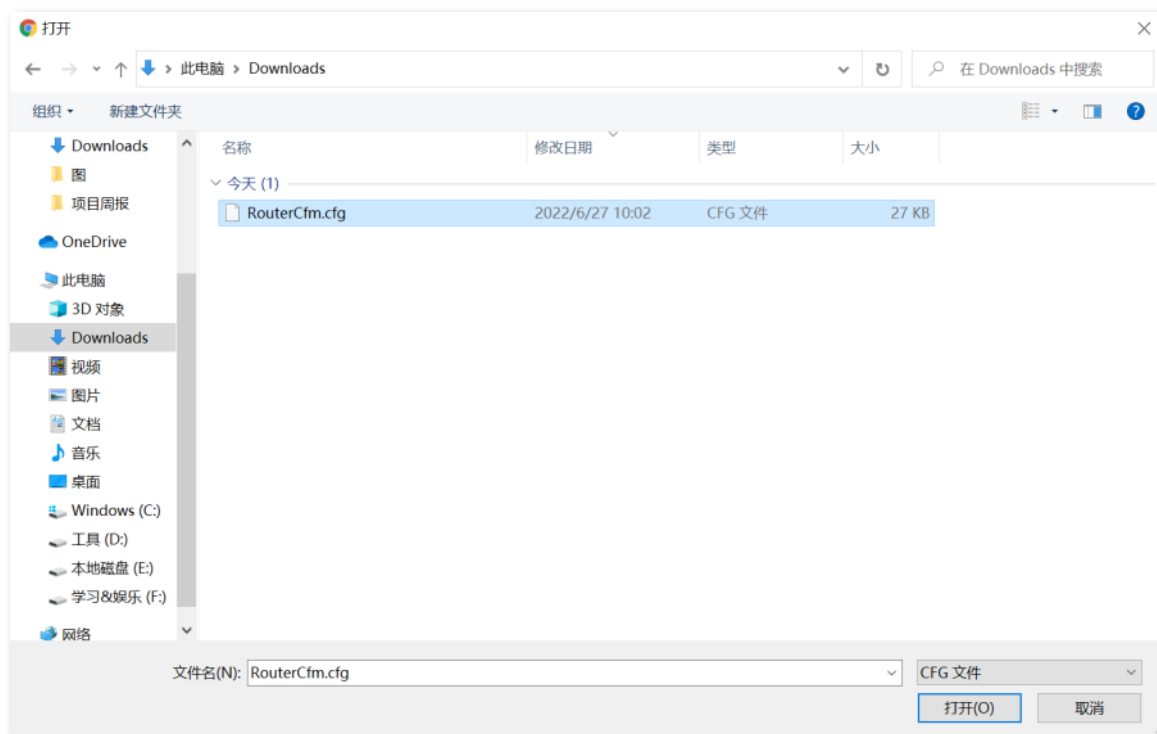 打开
此电脑 > Downloads
在 Downloads 中搜索
组织
新建文件夹
Downloads
图
项目周报
OneDrive
此电脑
3D 对象
Downloads
视频
图片
文档
音乐
桌面
Windows (C:)
工具 (D:)
本地磁盘 (E:)
学习&娱乐 (F:)
网络
名称 修改日期 类型 大小
今天 (1)
RouterCfm.cfg 2022/6/27 10:02 CFG 文件 27 KB
文件名(N): RouterCfm.cfg CFG 文件
打开(O) 取消